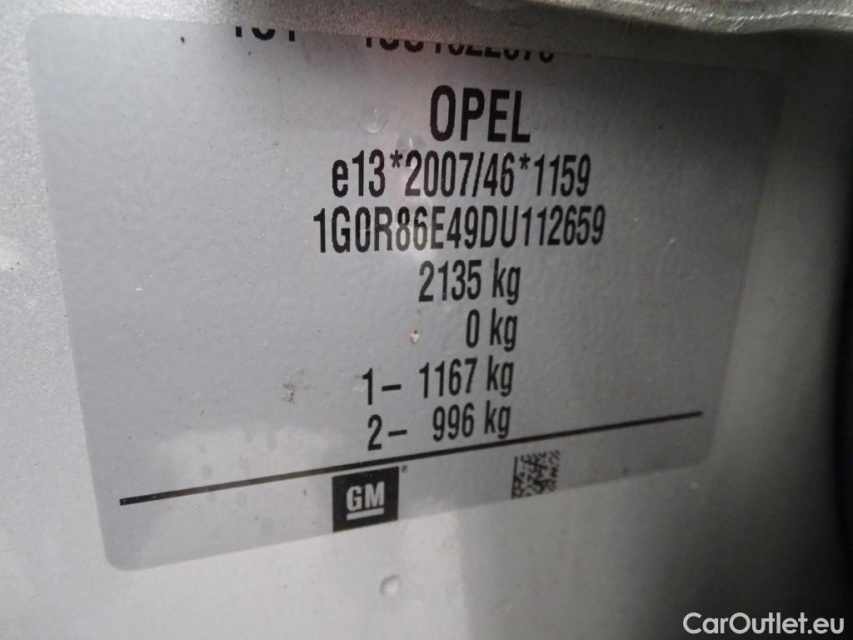 OPEL
e13*2007/46*1159
1G0R86E49DU112659
2135 kg
0 kg
1– 1167 kg
2– 996 kg
GM
CarOutlet.eu